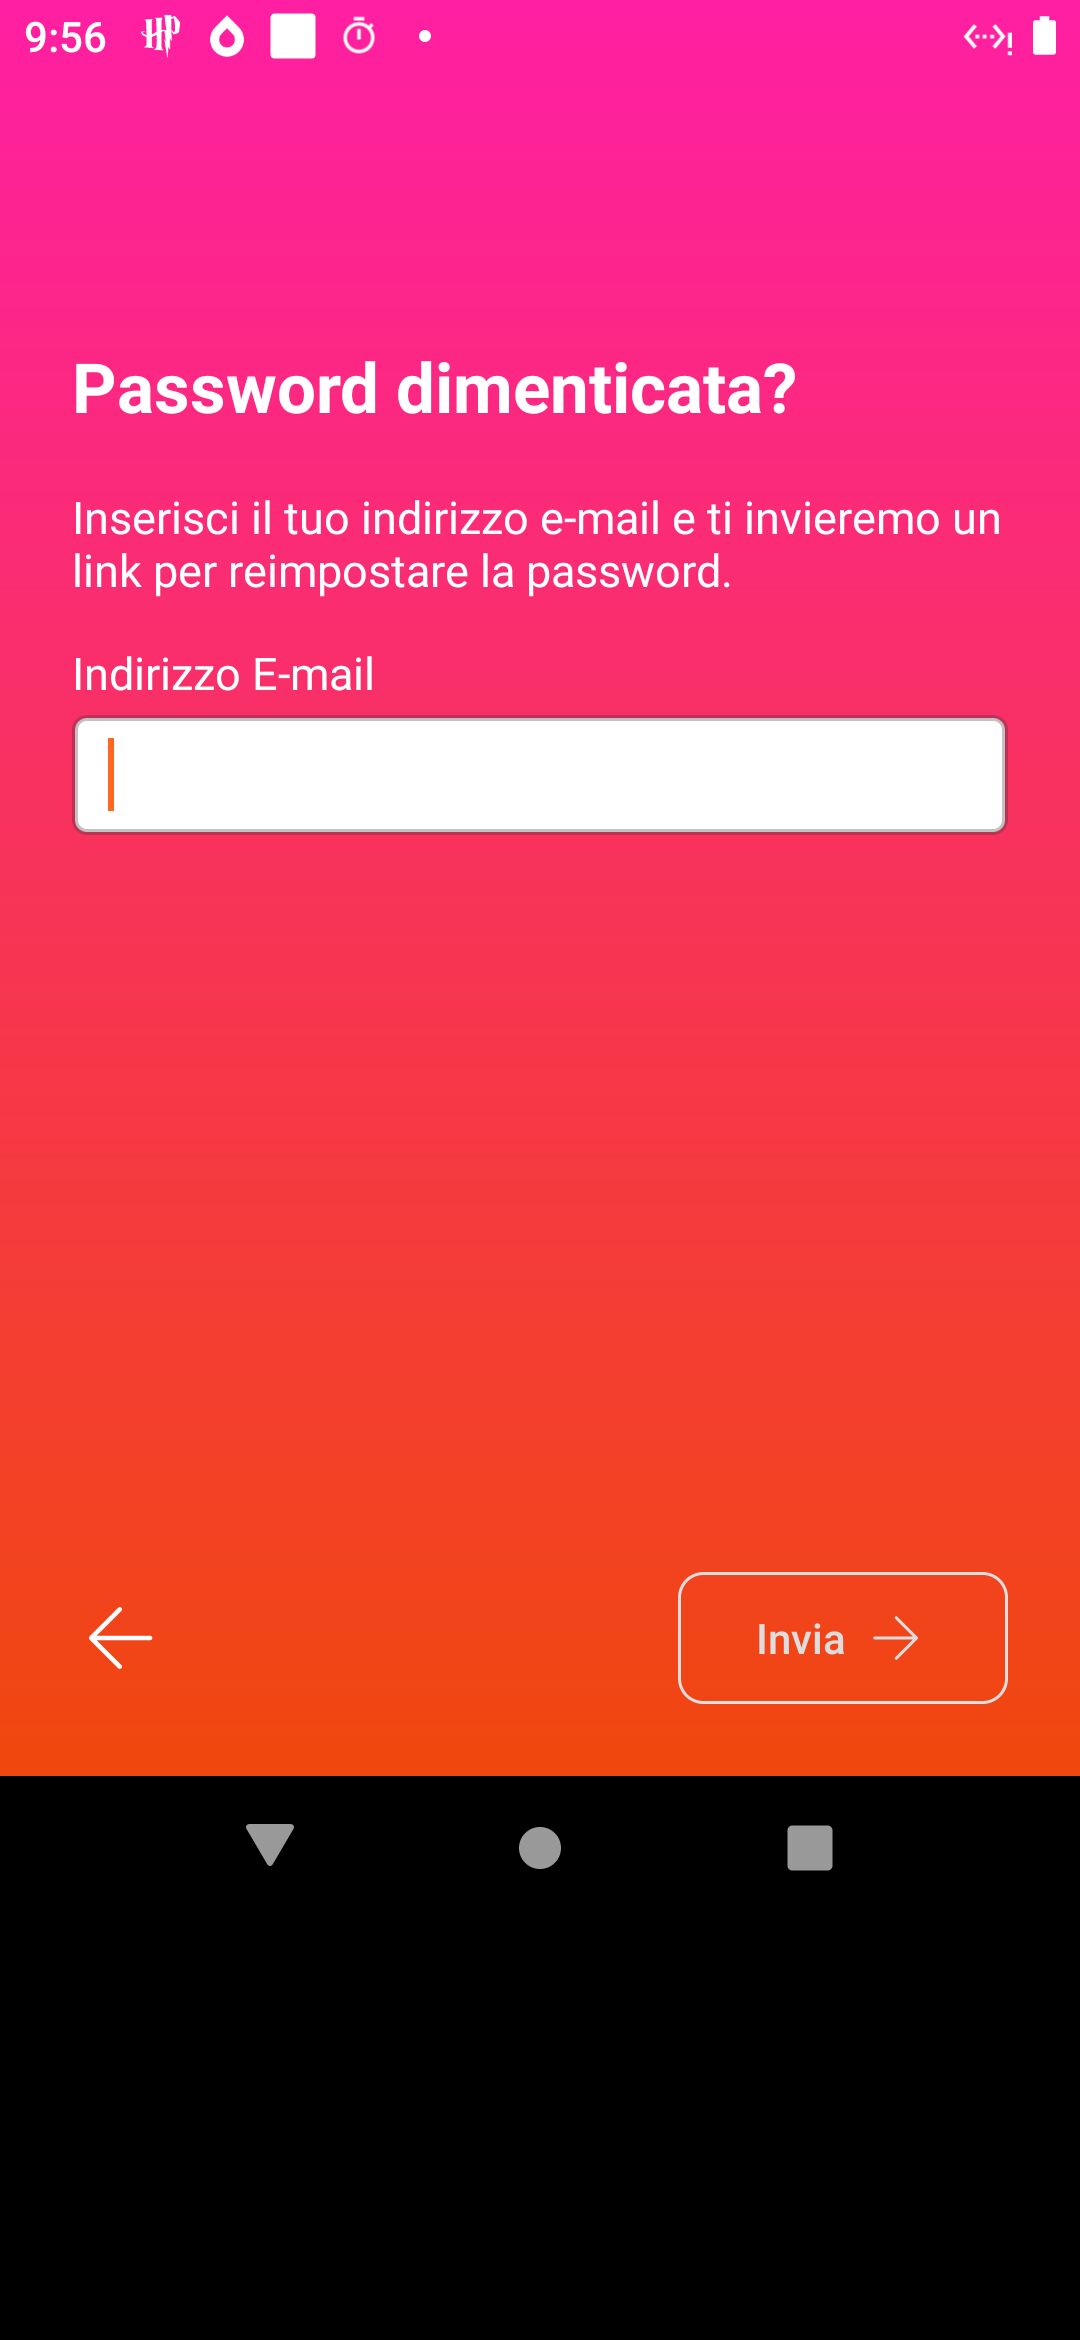 9:56
Password dimenticata?
Inserisci il tuo indirizzo e-mail e ti invieremo un
link per reimpostare la password.
Indirizzo E-mail
Invia